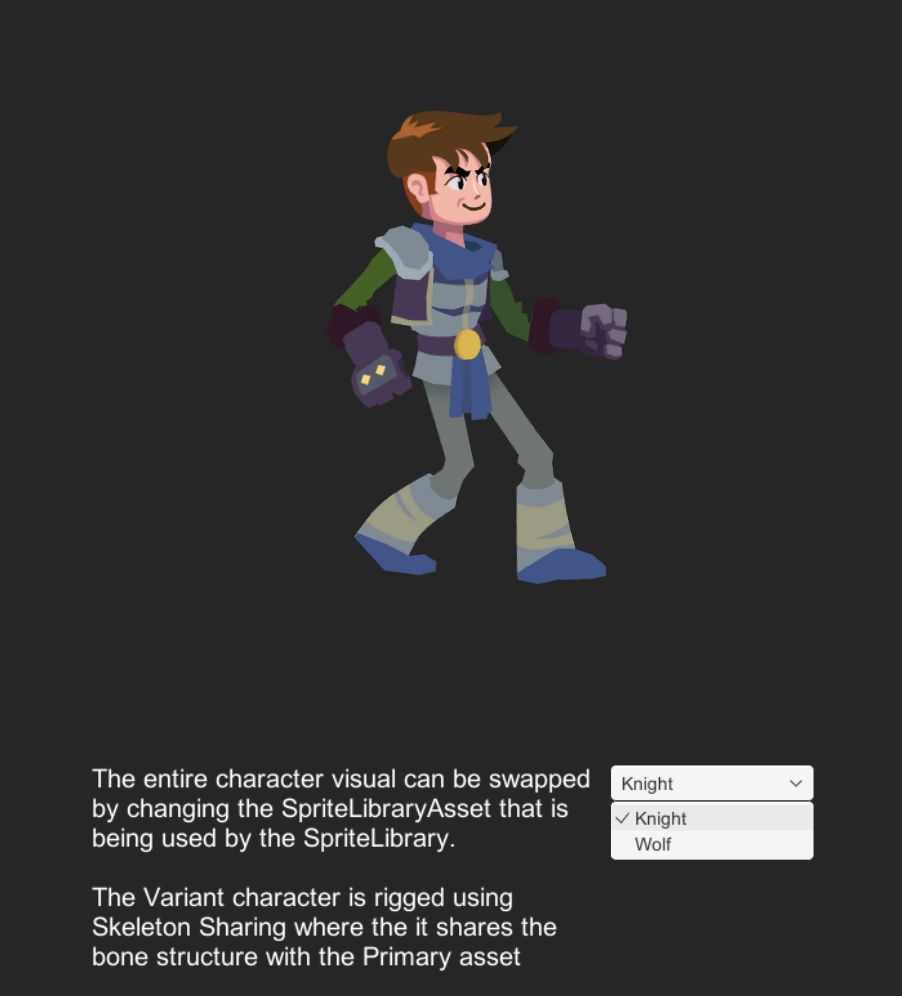 The entire character visual can be swapped
by changing the SpriteLibraryAsset that is
being used by the SpriteLibrary.
The Variant character is rigged using
Skeleton Sharing where the it shares the
bone structure with the Primary asset
Knight
Knight
Wolf